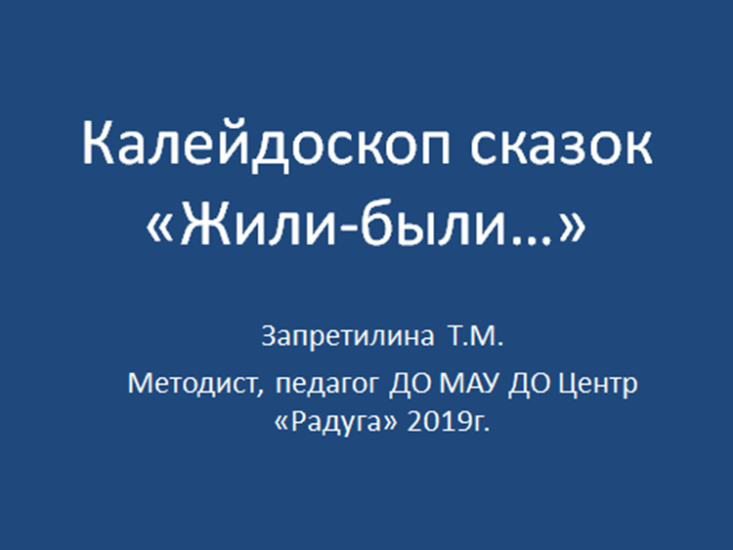 Калейдоскоп сказок
«Жили-были...»
Запретилина Т.М.
Методист, педагог ДО МАУ ДО Центр
«Радуга» 2019г.